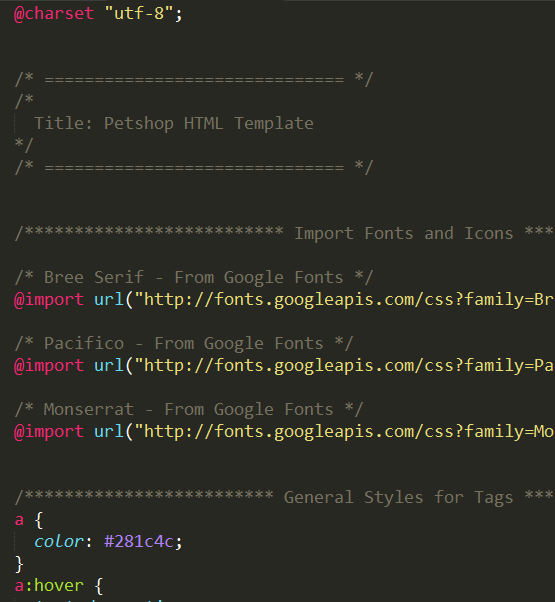 @charset "utf-8";
/* ============================== */
/*
Title: Petshop HTML Template
*/
/* ============================== */
/************************** Import Fonts and Icons ***
/* Bree Serif - From Google Fonts */
@import url("http://fonts.googleapis.com/css?family=Br
/* Pacifico - From Google Fonts */
@import url("http://fonts.googleapis.com/css?family=Pa
/* Monserrat - From Google Fonts */
@import url("http://fonts.googleapis.com/css?family=Mo
/************************* General Styles for Tags ***
a {
color: #281c4c;
}
a:hover {